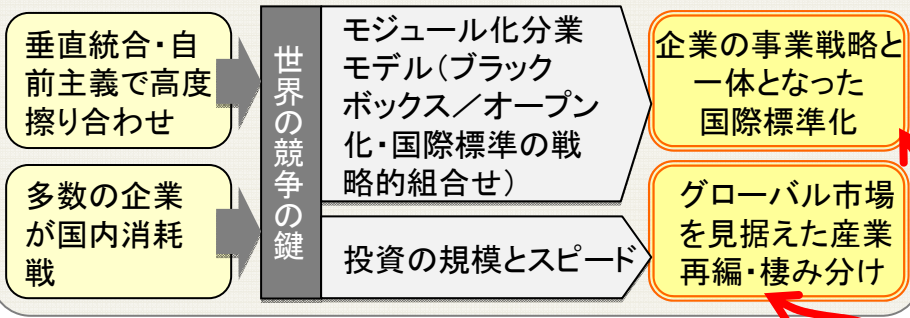 垂直統合・自
前主義で高度
擦り合わせ
多数の企業
が国内消耗
戦
世界の競争の鍵
モジュール化分業
モデル（ブラック
ボックス／オープン
化・国際標準の戦
略的組合せ）
投資の規模とスピード
企業の事業戦略と
一体となった
国際標準化
グローバル市場
を見据えた産業
再編・棲み分け